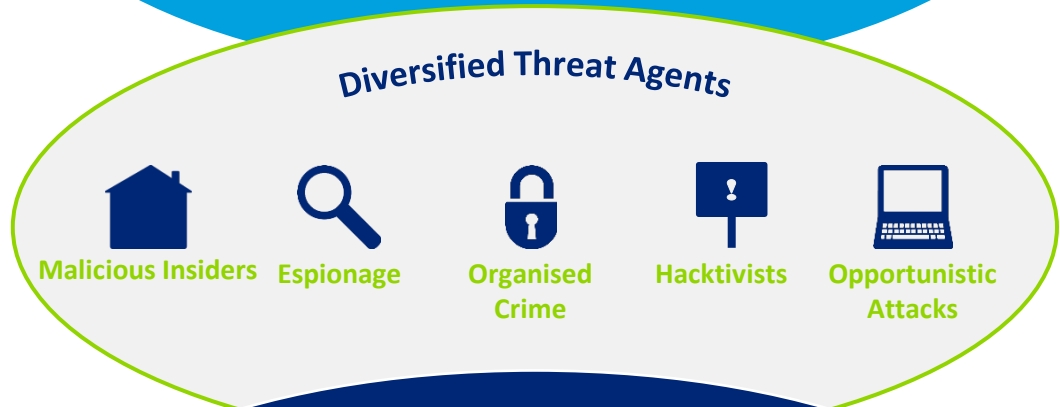 Diversified Threat Agents
!
Malicious Insiders
Espionage
Organised
Crime
Hacktivists
Opportunistic
Attacks